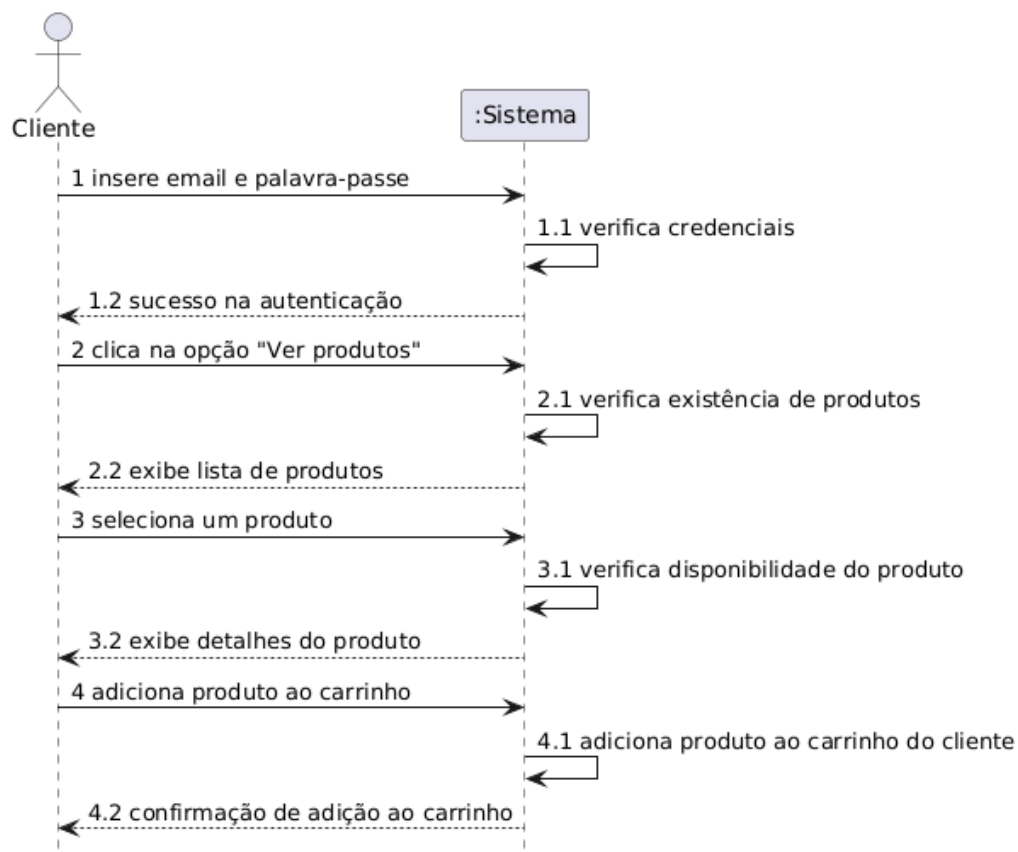 Cliente
:Sistema
1 insere email e palavra-passe
1.1 verifica credenciais
1.2 sucesso na autenticação
2 clica na opção "Ver produtos"
2.1 verifica existência de produtos
2.2 exibe lista de produtos
3 seleciona um produto
3.1 verifica disponibilidade do produto
3.2 exibe detalhes do produto
4 adiciona produto ao carrinho
4.1 adiciona produto ao carrinho do cliente
4.2 confirmação de adição ao carrinho